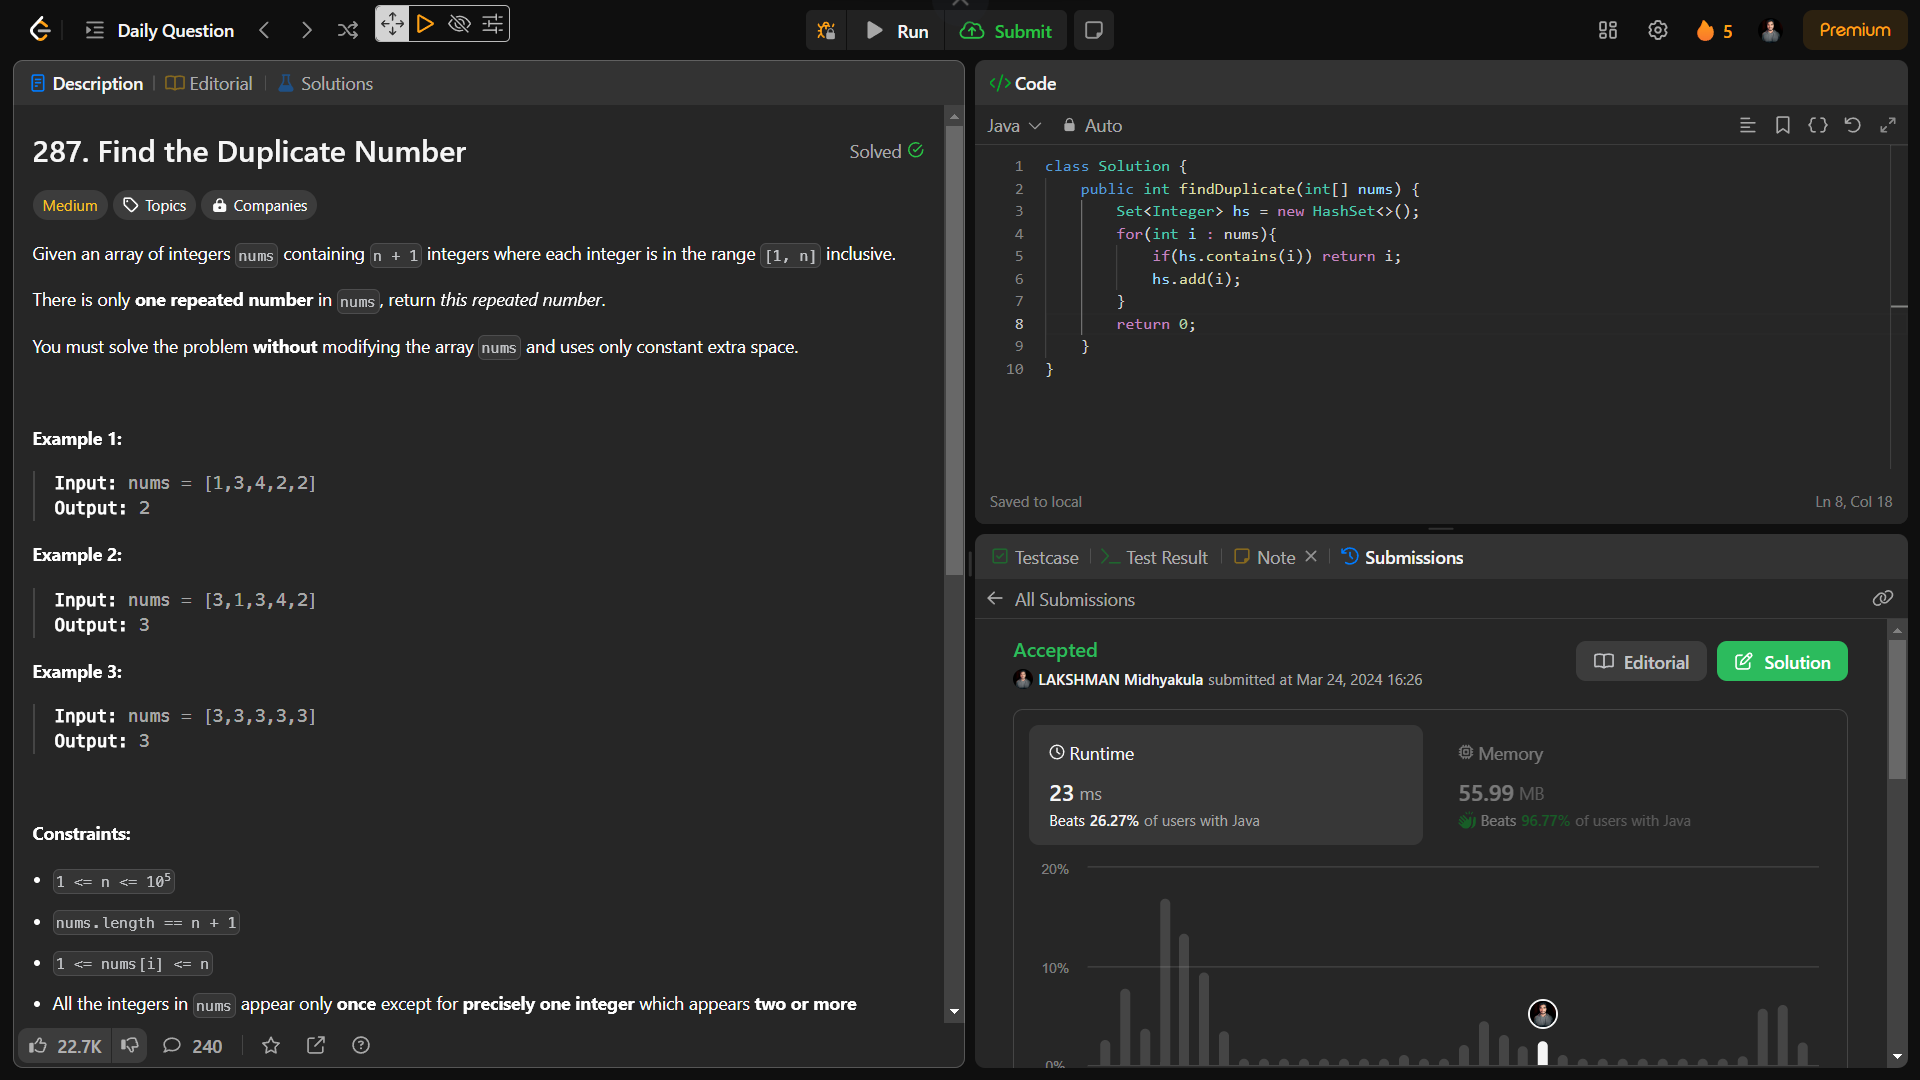 Daily Question
Run
Submit
5
Premium
Description
Editorial
Solutions
287. Find the Duplicate Number
Solved
Medium
Topics
Companies
Given an array of integers nums containing n + 1 integers where each integer is in the range [1, n] inclusive.
There is only one repeated number in nums, return this repeated number.
You must solve the problem without modifying the array nums and uses only constant extra space.
Example 1:
Input: nums = [1,3,4,2,2]
Output: 2
Example 2:
Input: nums = [3,1,3,4,2]
Output: 3
Example 3:
Input: nums = [3,3,3,3,3]
Output: 3
Constraints:
• 1 <= n <= 10⁵
• nums.length == n + 1
• 1 <= nums[i] <= n
• All the integers in nums appear only once except for precisely one integer which appears two or more
22.7K
240
</> Code
Java
Auto
1 class Solution {
2 public int findDuplicate(int[] nums) {
3 Set<Integer> hs = new HashSet<>();
4 for(int i : nums){
5 if(hs.contains(i)) return i;
6 hs.add(i);
7 }
8 return 0;
9 }
10 }
Saved to local
Ln 8, Col 18
Testcase
Test Result
Note
Submissions
All Submissions
Accepted
LAKSHMAN Midhyakula submitted at Mar 24, 2024 16:26
Editorial
Solution
Runtime
23 ms
Beats 26.27% of users with Java
Memory
55.99 MB
Beats 96.77% of users with Java
20%
10%
0%